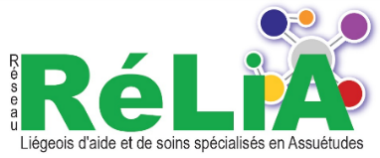 Réseau
RéLiA
Liégeois d'aide et de soins spécialisés en Assuétudes